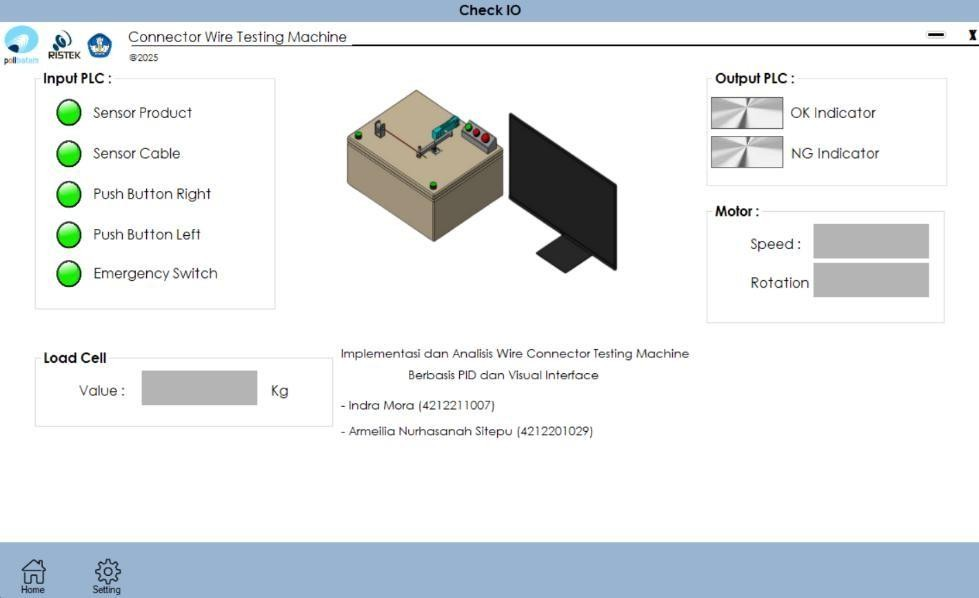 Check IO
Connector Wire Testing Machine
@2025
polibatam
RISTEK
X
Input PLC :
Sensor Product
Sensor Cable
Push Button Right
Push Button Left
Emergency Switch
Output PLC :
OK Indicator
NG Indicator
Motor :
Speed :
Rotation
Load Cell
Value :
Kg
Implementasi dan Analisis Wire Connector Testing Machine
Berbasis PID dan Visual Interface
- Indra Mora (4212211007)
- Armeilia Nurhasanah Sitepu (4212201029)
Home
Setting